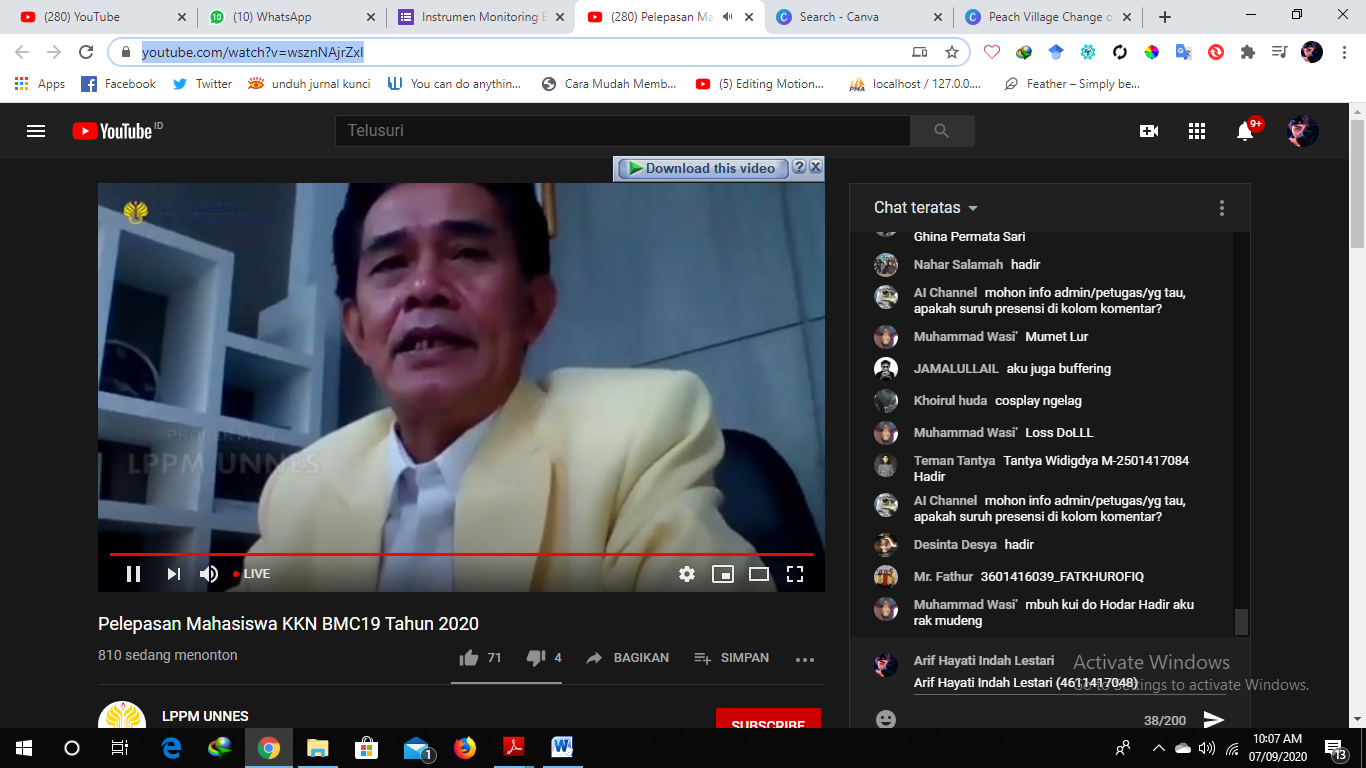 (280) YouTube
(10) WhatsApp
Instrumen Monitoring E
(280) Pelepasan Ma
Search - Canva
Peach Village Change o
youtube.com/watch?v=wsznNAjrZxI
Apps
Facebook
Twitter
unduh jurnal kunci
You can do anythin...
Cara Mudah Memb...
(5) Editing Motion...
localhost / 127.0.0....
Feather – Simply be...
YouTube ID
Telusuri
9+
Download this video
Chat teratas
Ghina Permata Sari
Nahar Salamah hadir
AI Channel mohon info admin/petugas/yg tau,
apakah suruh presensi di kolom komentar?
Muhammad Wasi' Mumet Lur
JAMALULLAIL aku juga buffering
Khoirul huda cosplay ngelag
Muhammad Wasi' Loss DoLLL
Teman Tantya Tantya Widigdya M-2501417084
Hadir
AI Channel mohon info admin/petugas/yg tau,
apakah suruh presensi di kolom komentar?
Desinta Desya hadir
Mr. Fathur 3601416039_FATKHUROFIQ
Muhammad Wasi' mbuh kui do Hodar Hadir aku
rak mudeng
Arif Hayati Indah Lestari
Arif Hayati Indah Lestari (4611417048)
38/200
PROPERTY OF
LPPM UNNES
LIVE
Pelepasan Mahasiswa KKN BMC19 Tahun 2020
810 sedang menonton
71
4
BAGIKAN
SIMPAN
LPPM UNNES
SUBSCRIBE
Activate Windows
Go to Settings to activate Windows.
1
10:07 AM
07/09/2020
13